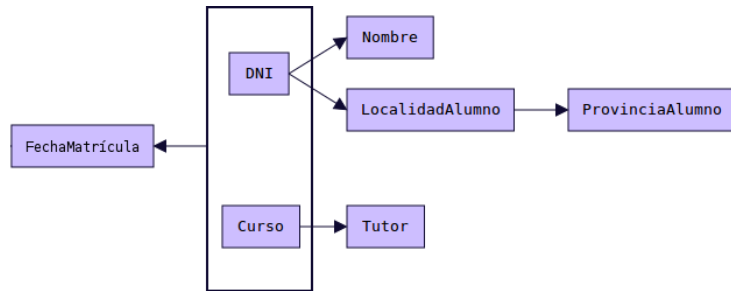 Nombre
DNI
LocalidadAlumno
ProvinciaAlumno
FechaMatrícula
Curso
Tutor